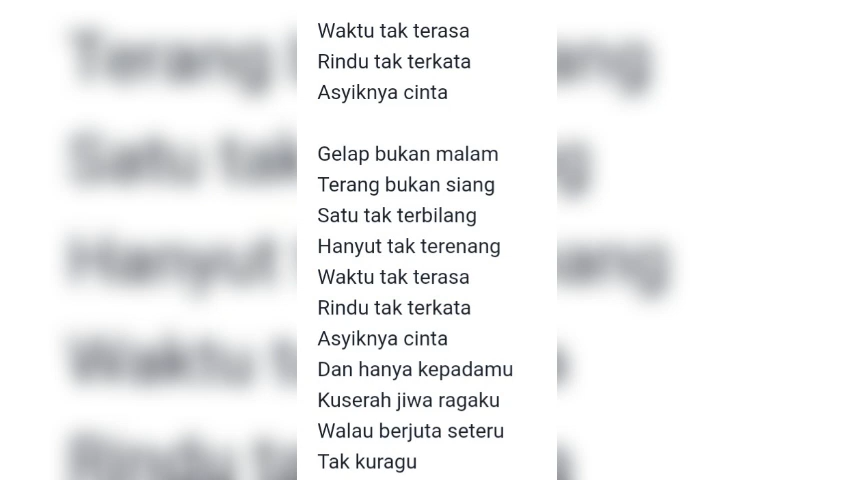 Waktu tak terasa
Rindu tak terkata
Asyiknya cinta
Gelap bukan malam
Terang bukan siang
Satu tak terbilang
Hanyut tak terenang
Waktu tak terasa
Rindu tak terkata
Asyiknya cinta
Dan hanya kepadamu
Kuserah jiwa ragaku
Walau berjuta seteru
Tak kuragu